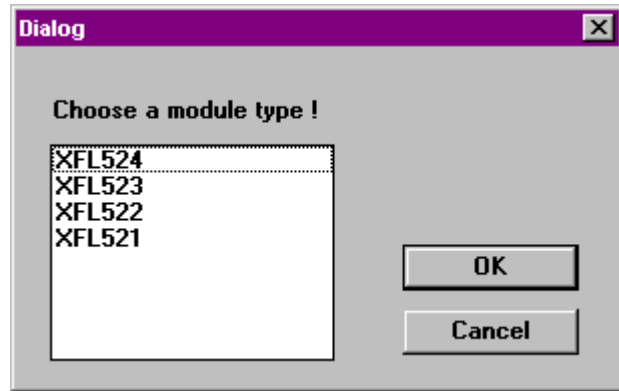 Dialog
Choose a module type !
XFL524
XFL523
XFL522
XFL521
OK
Cancel